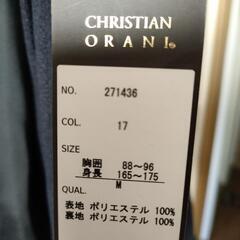 CHRISTIAN
ORANI
NO. 271436
COL. 17
SIZE
胸囲 88~96
身長 165~175
M
QUAL.
表地 ポリエステル 100%
裏地 ポリエステル 100%